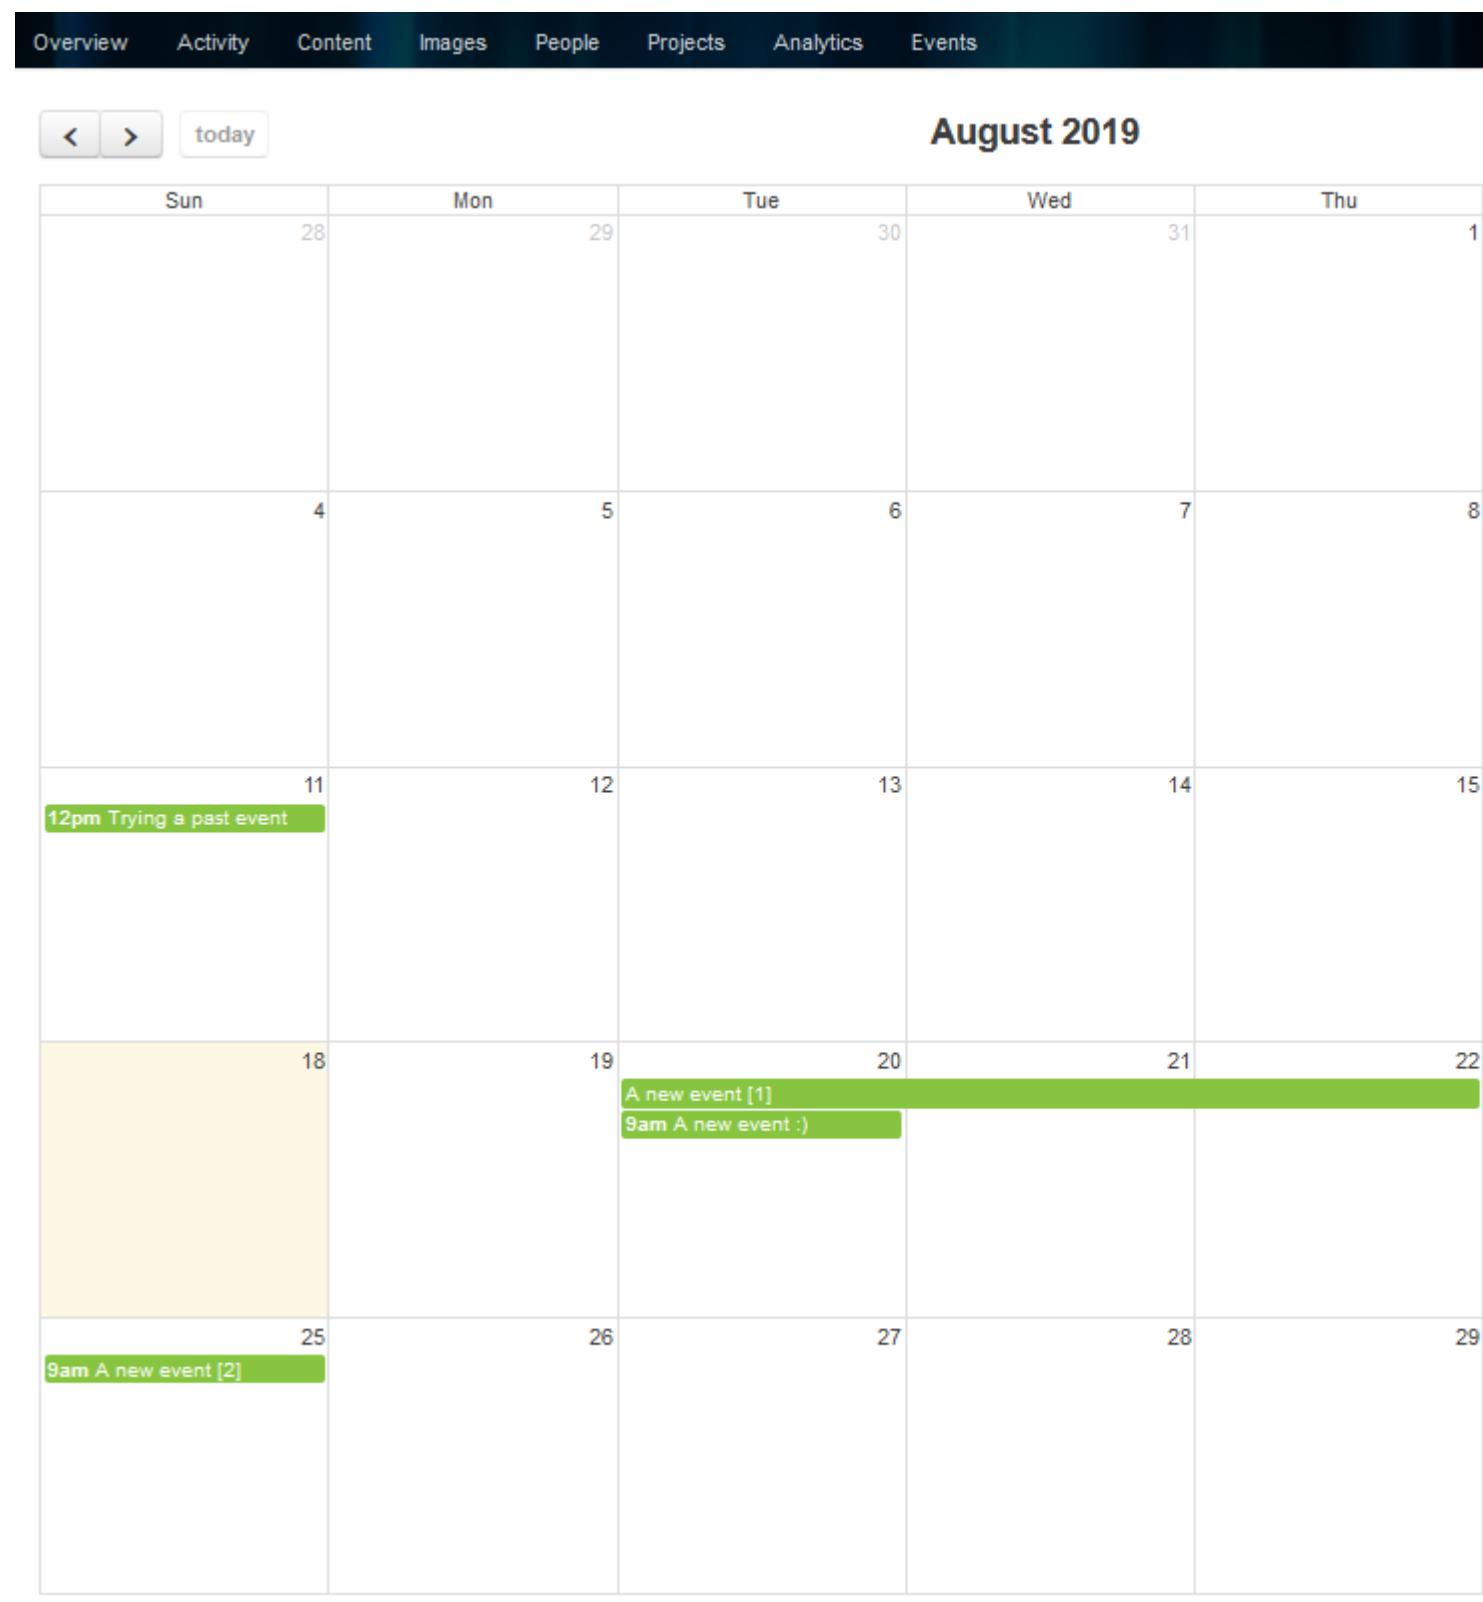 Overview Activity Content Images People Projects Analytics Events
today August 2019
Sun Mon Tue Wed Thu
28 29 30 31 1
4 5 6 7 8
11 12 13 14 15
12pm Trying a past event
18 19 20 21 22
A new event [1]
9am A new event :)
25 26 27 28 29
9am A new event [2]